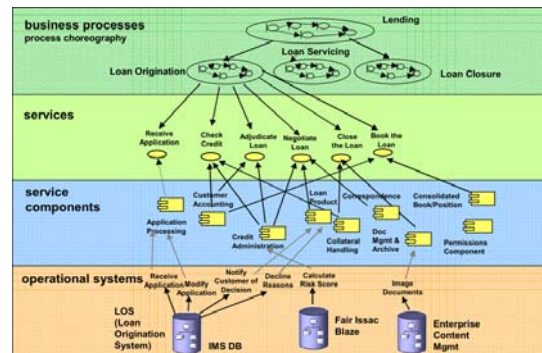 business processes
process choreography
Lending
Loan Servicing
Loan Origination
Loan Closure
services
Receive
Application
Check
Credit
Adjudicate
Loan
Negotiate
Loan
Close
the Loan
Book the
Loan
service
components
Customer
Accounting
Loan
Product
Correspondence
Consolidated
Book/Position
Application
Processing
Credit
Administration
Collateral
Handling
Doc
Mgmt &
Archive
Permissions
Component
operational systems
Receive
Application
Modify
Application
Notify
Customer of
Decision
Decline
Reasons
Calculate
Risk Score
Image
Documents
LOS
(Loan
Origination
System)
IMS DB
Fair Issac
Blaze
Enterprise
Content
Mgmt